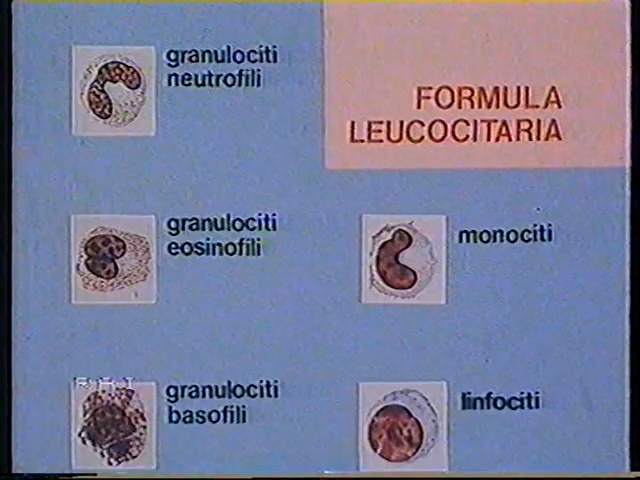 granulociti
neutrofili
FORMULA
LEUCOCITARIA
granulociti
eosinofili
monociti
granulociti
basofili
linfociti